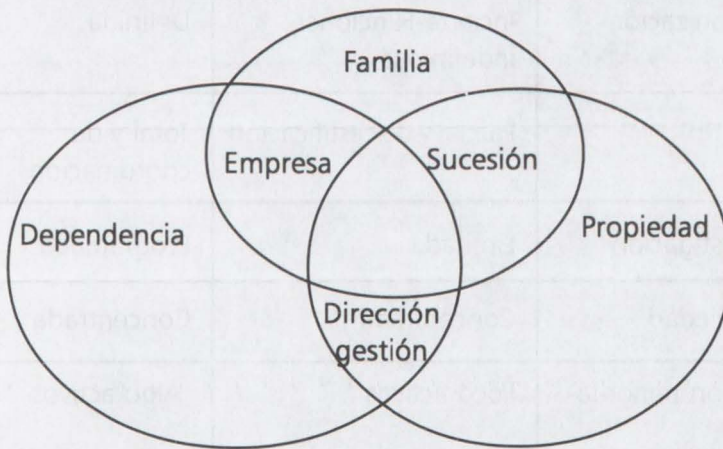 Familia
Empresa
Sucesión
Dependencia
Propiedad
Dirección
gestión